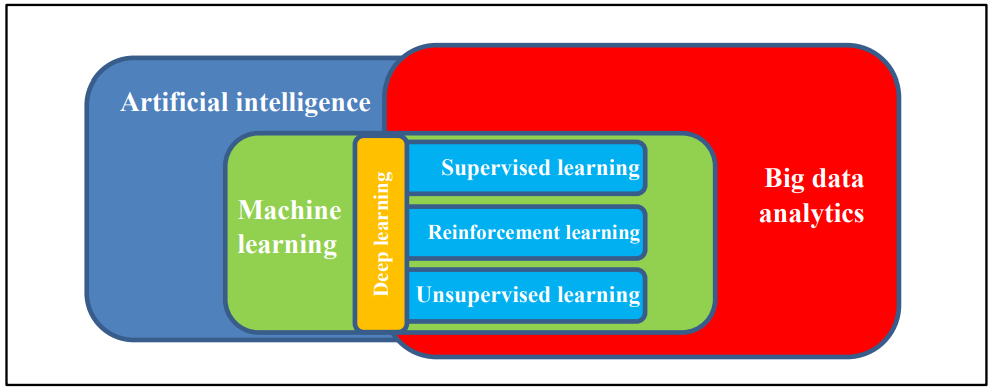 Artificial intelligence
Machine
learning
Deep learning
Supervised learning
Reinforcement learning
Unsupervised learning
Big data
analytics